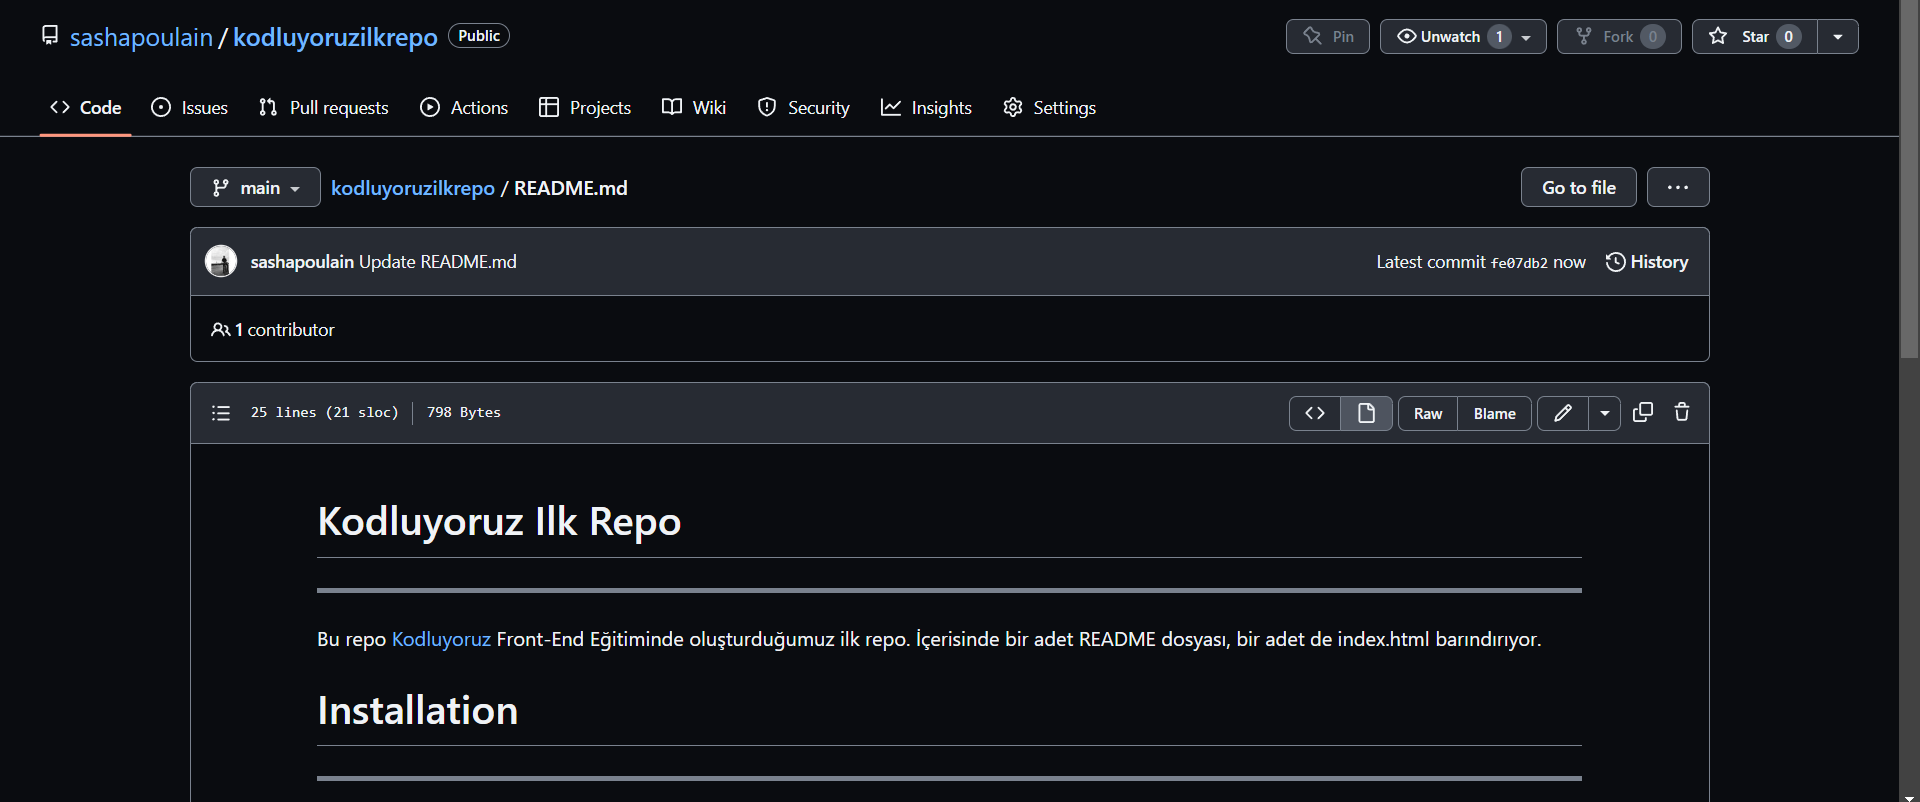 sashapoulain / kodluyoruzilkrepo Public Pin Unwatch 1 Fork 0 Star 0
Code Issues Pull requests Actions Projects Wiki Security Insights Settings
main kodluyoruzilkrepo / README.md Go to file ...
sashapoulain Update README.md Latest commit fe07db2 now History
1 contributor
25 lines (21 sloc) 798 Bytes Raw Blame
Kodluyoruz Ilk Repo
Bu repo Kodluyoruz Front-End Eğitiminde oluşturduğumuz ilk repo. İçerisinde bir adet README dosyası, bir adet de index.html barındırıyor.
Installation